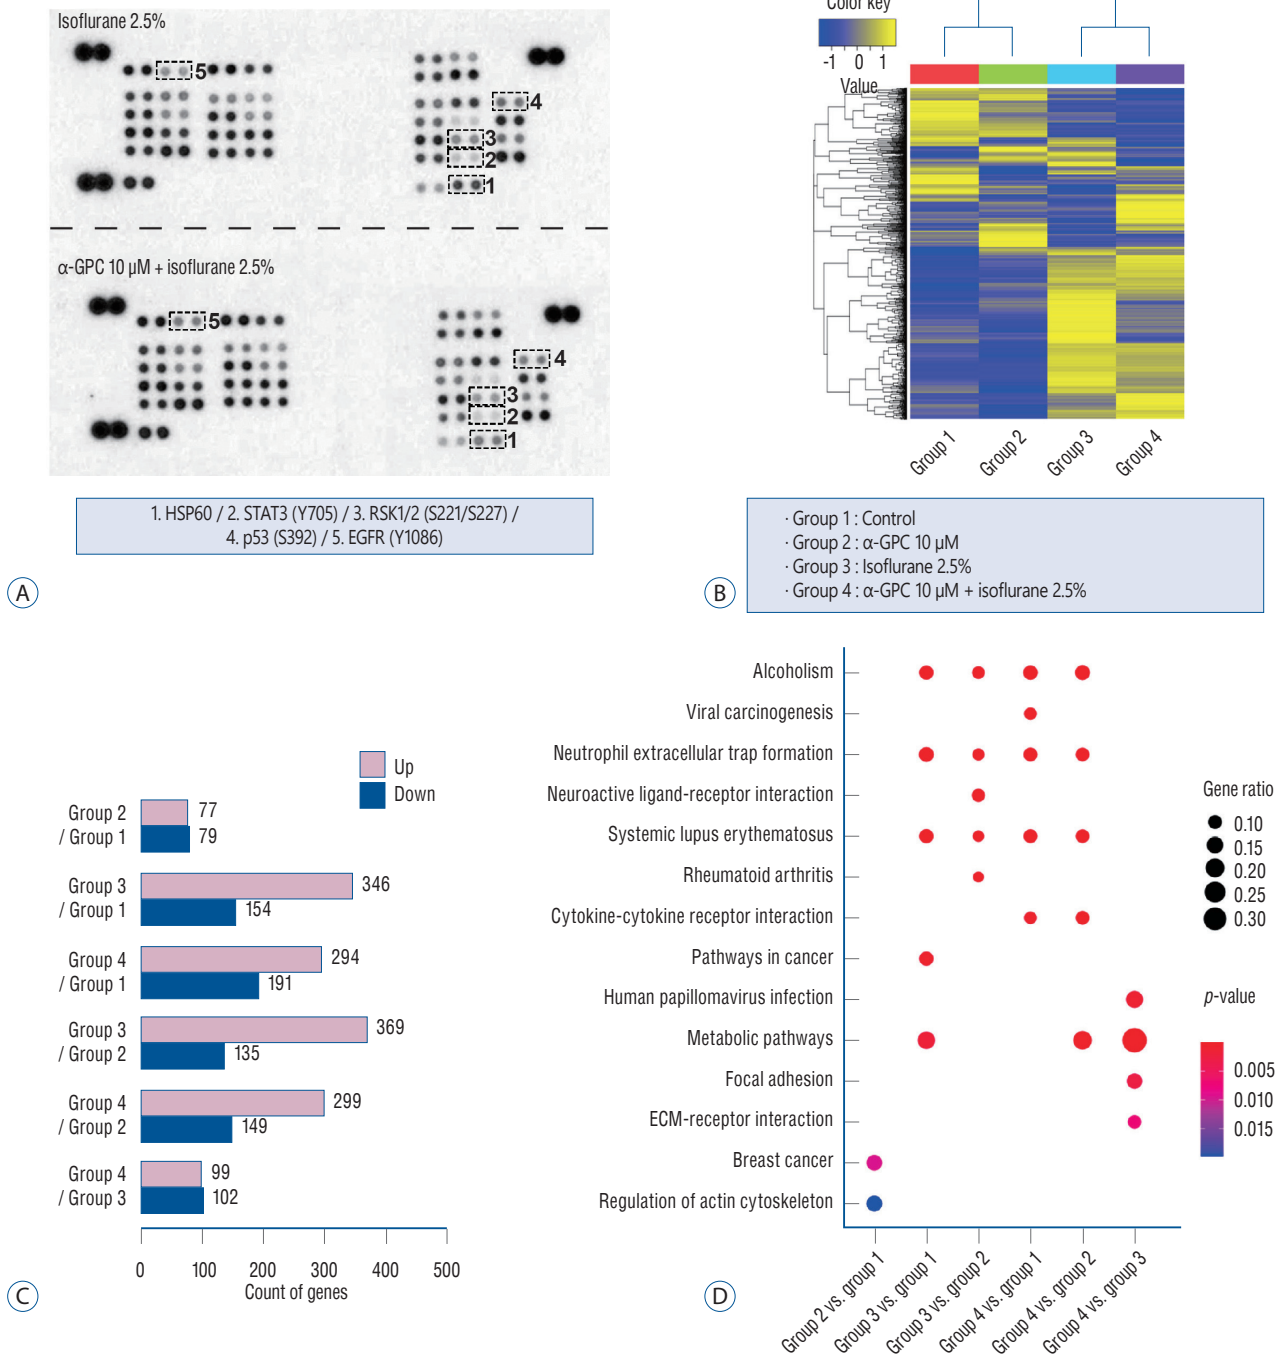 Isoflurane 2.5%
5
4
3
2
1
α-GPC 10 µM + isoflurane 2.5%
5
4
3
2
1
1. HSP60 / 2. STAT3 (Y705) / 3. RSK1/2 (S221/S227) /
4. p53 (S392) / 5. EGFR (Y1086)
A
Color key
-1 0 1
Value
Group 1
Group 2
Group 3
Group 4
· Group 1 : Control
· Group 2 : α-GPC 10 µM
· Group 3 : Isoflurane 2.5%
· Group 4 : α-GPC 10 µM + isoflurane 2.5%
B
Up
Down
Group 2
/ Group 1
77
79
Group 3
/ Group 1
346
154
Group 4
/ Group 1
294
191
Group 3
/ Group 2
369
135
Group 4
/ Group 2
299
149
Group 4
/ Group 3
99
102
0 100 200 300 400 500
Count of genes
C
Alcoholism
Viral carcinogenesis
Neutrophil extracellular trap formation
Neuroactive ligand-receptor interaction
Systemic lupus erythematosus
Rheumatoid arthritis
Cytokine-cytokine receptor interaction
Pathways in cancer
Human papillomavirus infection
Metabolic pathways
Focal adhesion
ECM-receptor interaction
Breast cancer
Regulation of actin cytoskeleton
Group 2 vs. group 1
Group 3 vs. group 1
Group 3 vs. group 2
Group 4 vs. group 1
Group 4 vs. group 2
Group 4 vs. group 3
Gene ratio
0.10
0.15
0.20
0.25
0.30
p-value
0.005
0.010
0.015
D